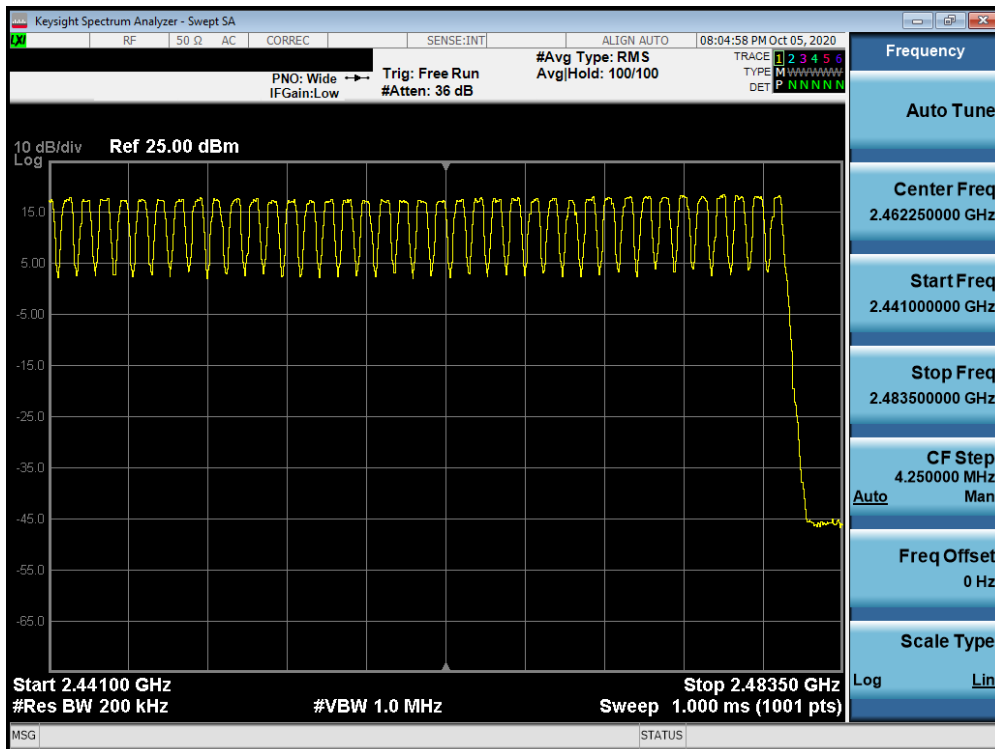 Keysight Spectrum Analyzer - Swept SA
LXI RF 50 Ω AC CORREC SENSE:INT ALIGN AUTO 08:04:58 PM Oct 05, 2020
PNO: Wide
IFGain:Low
Trig: Free Run
#Atten: 36 dB
#Avg Type: RMS
Avg|Hold: 100/100
TRACE 1 2 3 4 5 6
TYPE M WWWWW
DET P N N N N N
10 dB/div
Log
Ref 25.00 dBm
15.0
5.00
-5.00
-15.0
-25.0
-35.0
-45.0
-55.0
-65.0
Start 2.44100 GHz
Stop 2.48350 GHz
#Res BW 200 kHz
#VBW 1.0 MHz
Sweep 1.000 ms (1001 pts)
MSG
STATUS
Frequency
Auto Tune
Center Freq
2.462250000 GHz
Start Freq
2.441000000 GHz
Stop Freq
2.483500000 GHz
CF Step
4.250000 MHz
Auto Man
Freq Offset
0 Hz
Scale Type
Log Lin